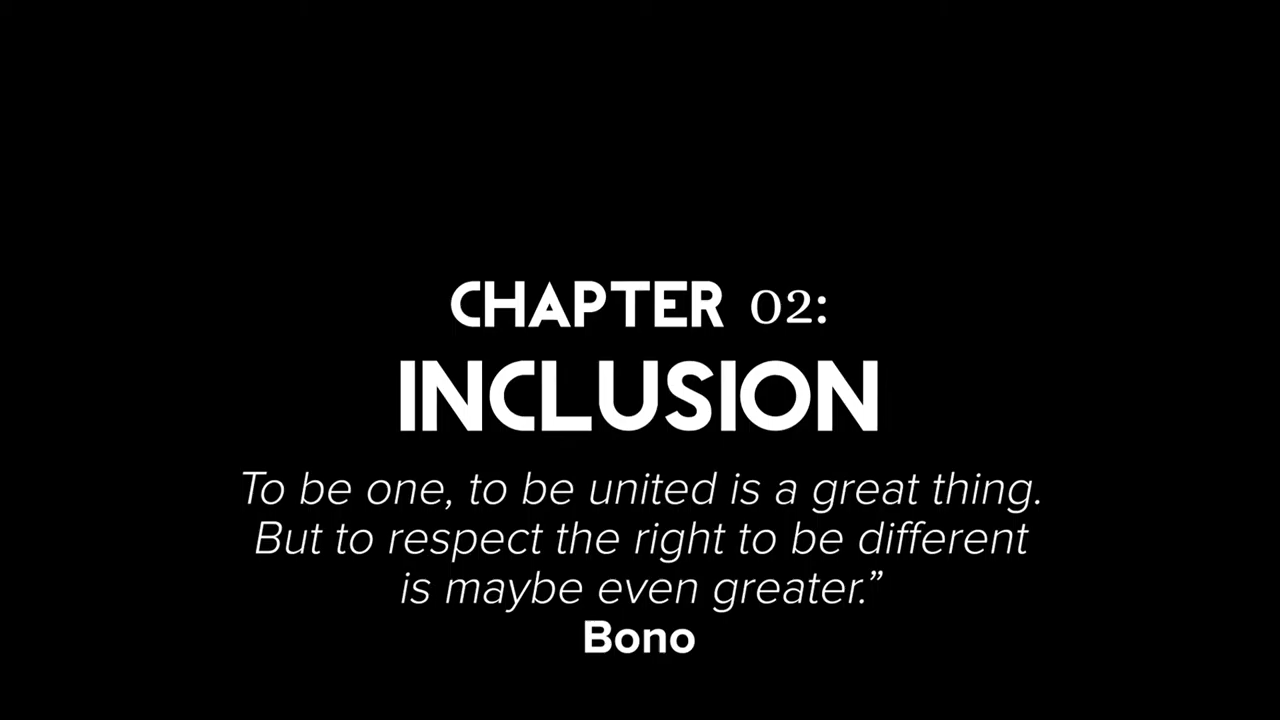 CHAPTER 02:
INCLUSION
To be one, to be united is a great thing.
But to respect the right to be different
is maybe even greater.”
Bono